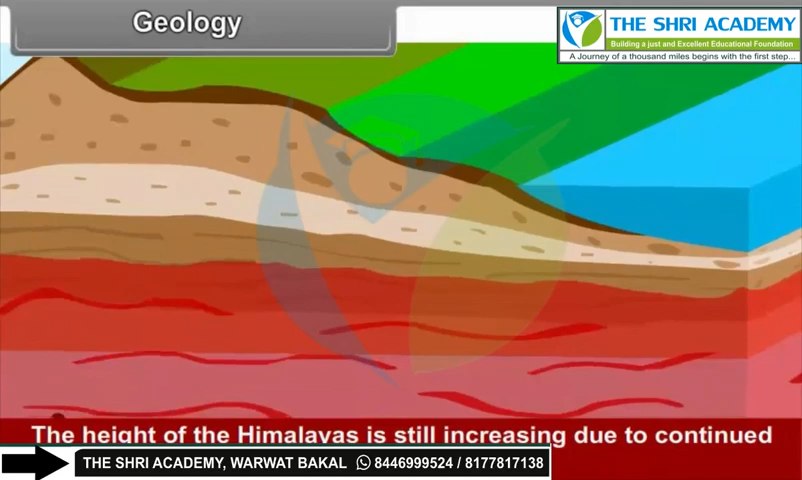 Geology
THE SHRI ACADEMY
Building a just and Excellent Educational Foundation
A Journey of a thousand miles begins with the first step...
The height of the Himalayas is still increasing due to continued
THE SHRI ACADEMY, WARWAT BAKAL 8446999524 / 8177817138